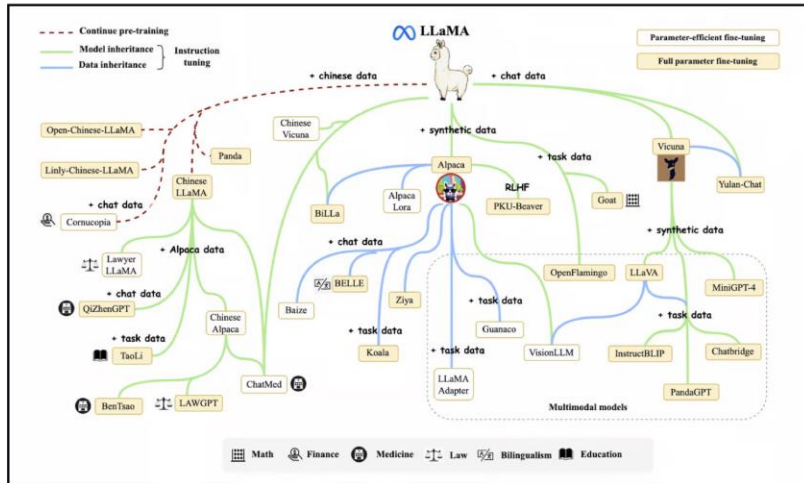 Continue pre-training
Model inheritance
Data inheritance
Instruction
tuning
LLaMA
Parameter-efficient fine-tuning
Full parameter fine-tuning
+ chinese data
+ chat data
+ synthetic data
+ task data
Open-Chinese-LLaMA
Linly-Chinese-LLaMA
Panda
Chinese
LLaMA
+ chat data
Cornucopia
Lawyer
LLaMA
+ Alpaca data
+ chat data
QiZhenGPT
+ task data
TaoLi
Chinese
Alpaca
BenTsao
LAWGPT
ChatMed
Chinese
Vicuna
BiLLa
Alpaca
Alpaca
Lora
RLHF
PKU-Beaver
Goat
Vicuna
Yulan-Chat
+ chat data
Baize
BELLE
Ziya
+ task data
Koala
+ task data
Guanaco
+ task data
LLaMA
Adapter
OpenFlamingo
+ synthetic data
LLaVA
MiniGPT-4
+ task data
VisionLLM
InstructBLIP
Chatbridge
PandaGPT
Multimodal models
Math
Finance
Medicine
Law
Bilingualism
Education